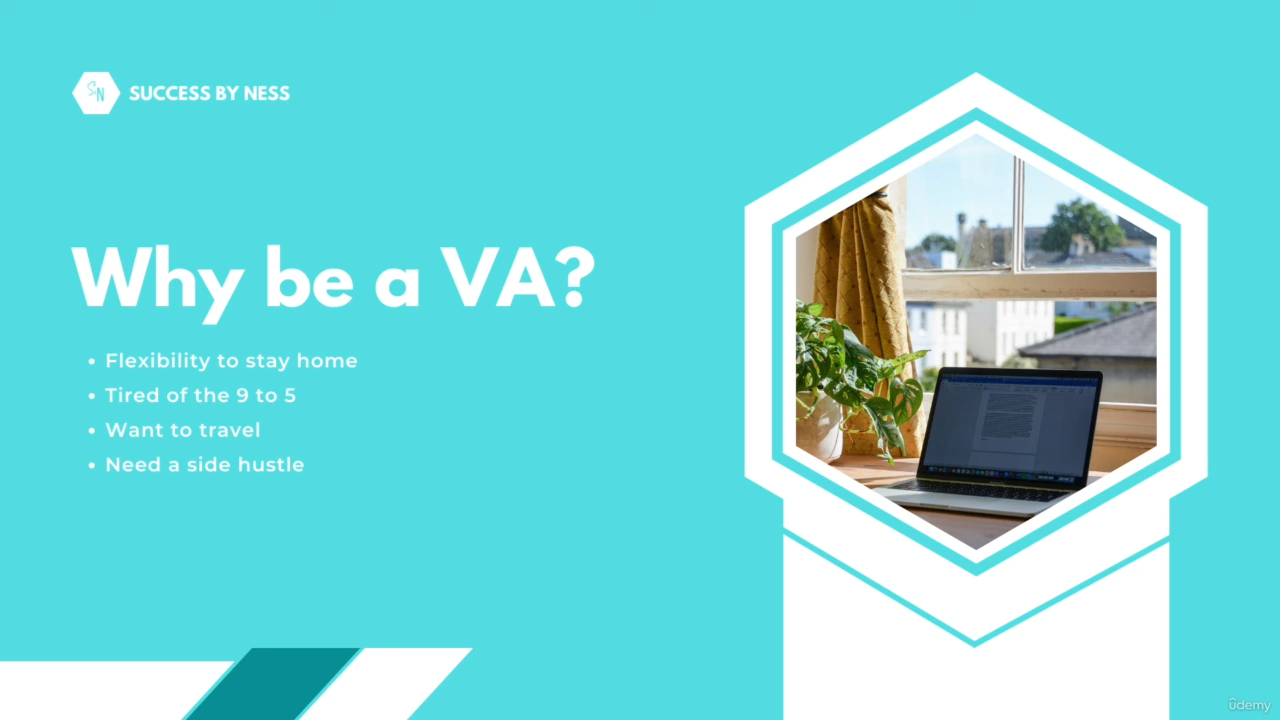 SN SUCCESS BY NESS
Why be a VA?
• Flexibility to stay home
• Tired of the 9 to 5
• Want to travel
• Need a side hustle
ûdemy